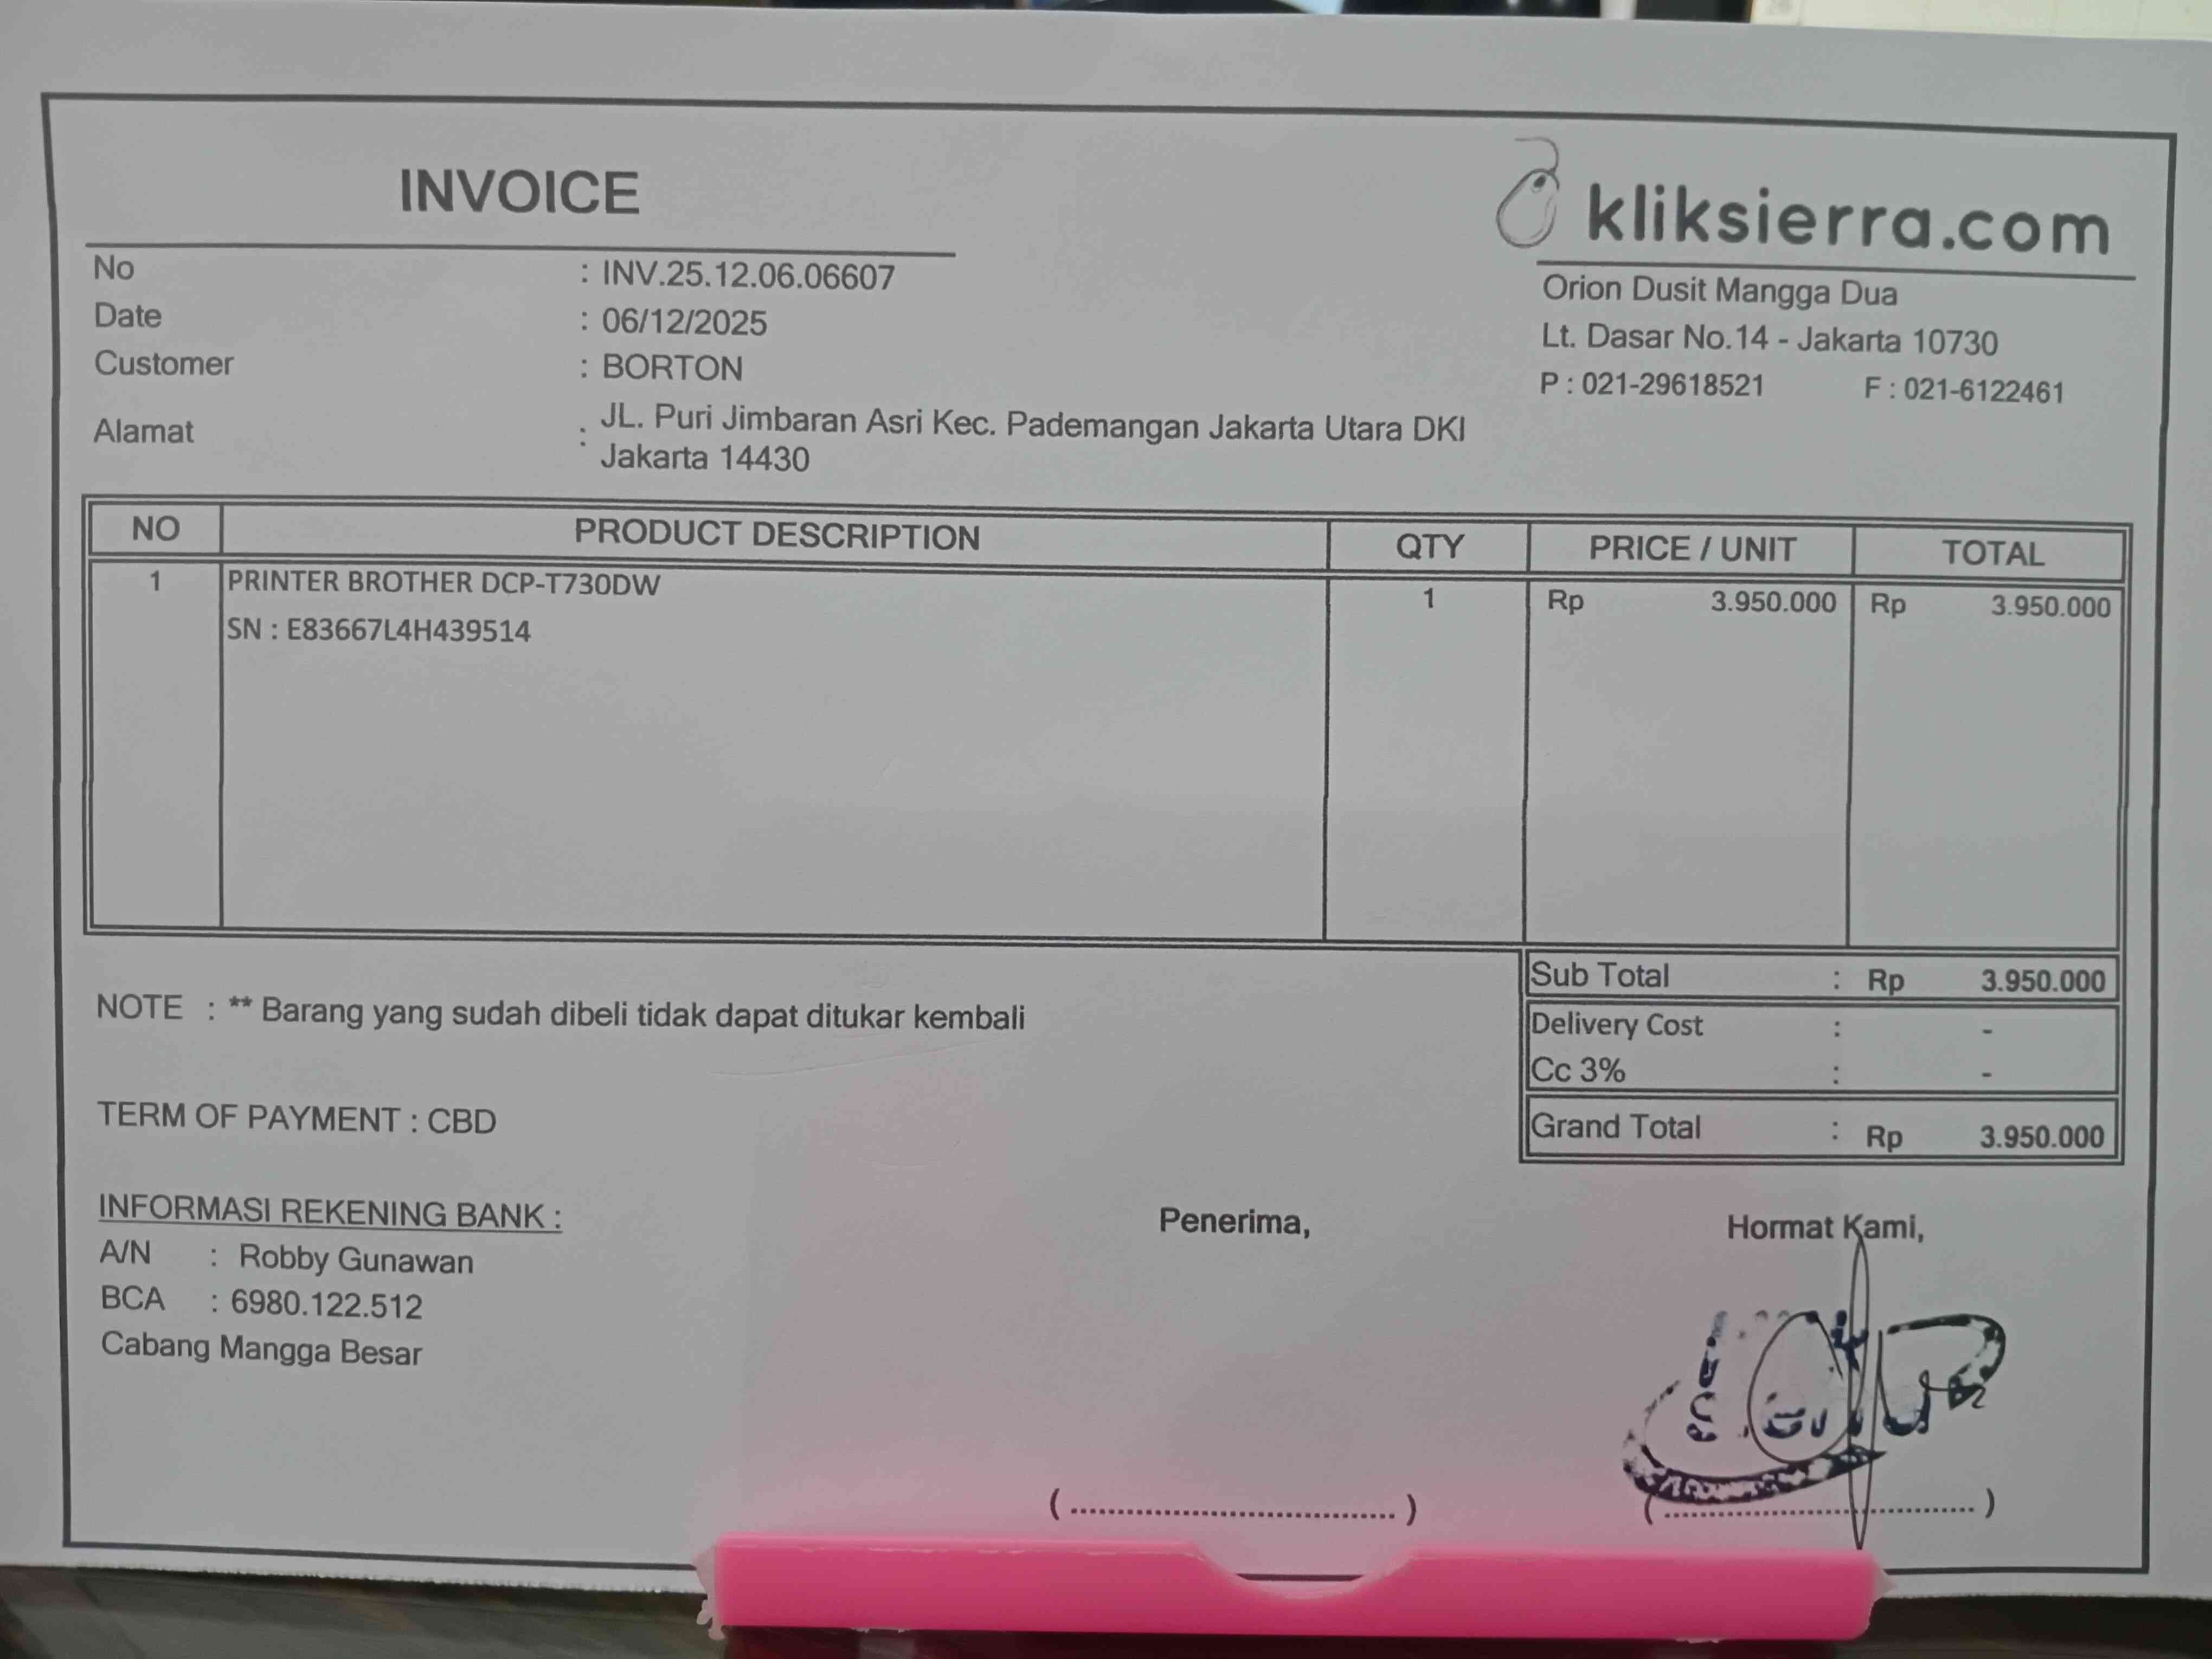 INVOICE
kliksierra.com
Orion Dusit Mangga Dua
Lt. Dasar No.14 - Jakarta 10730
P : 021-29618521 F : 021-6122461
No : INV.25.12.06.06607
Date : 06/12/2025
Customer : BORTON
Alamat : JL. Puri Jimbaran Asri Kec. Pademangan Jakarta Utara DKI
Jakarta 14430
NO PRODUCT DESCRIPTION QTY PRICE / UNIT TOTAL
1 PRINTER BROTHER DCP-T730DW 1 Rp 3.950.000 Rp 3.950.000
SN : E83667L4H439514
Sub Total : Rp 3.950.000
Delivery Cost : -
Cc 3% : -
Grand Total : Rp 3.950.000
NOTE : ** Barang yang sudah dibeli tidak dapat ditukar kembali
TERM OF PAYMENT : CBD
INFORMASI REKENING BANK :
A/N : Robby Gunawan
BCA : 6980.122.512
Cabang Mangga Besar
Penerima,
Hormat Kami,
(..................................)
(..................................)